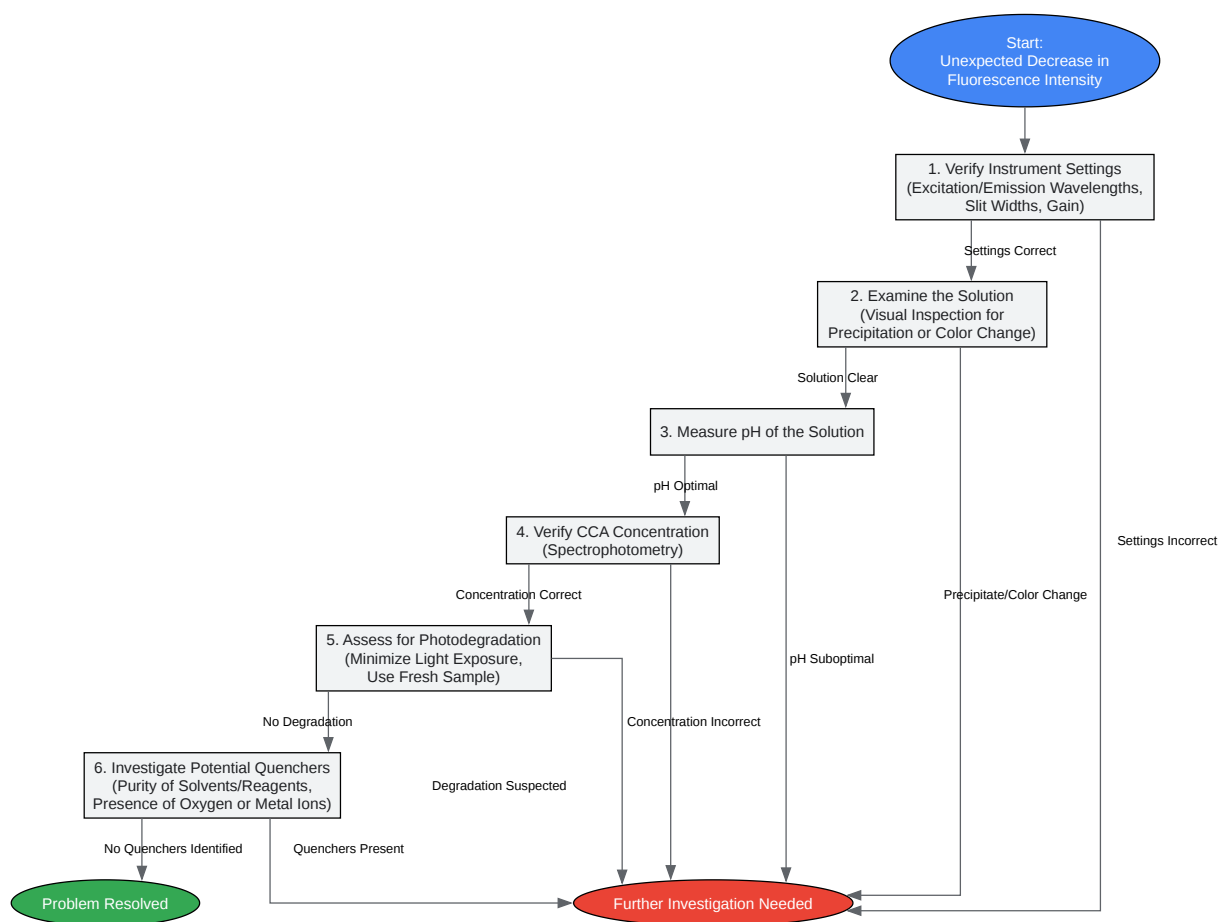 Start:
Unexpected Decrease in
Fluorescence Intensity
1. Verify Instrument Settings
(Excitation/Emission Wavelengths,
Slit Widths, Gain)
Settings Correct
2. Examine the Solution
(Visual Inspection for
Precipitation or Color Change)
Solution Clear
3. Measure pH of the Solution
pH Optimal
4. Verify CCA Concentration
(Spectrophotometry)
Settings Incorrect
Concentration Correct
Precipitate/Color Change
5. Assess for Photodegradation
(Minimize Light Exposure,
Use Fresh Sample)
pH Suboptimal
No Degradation
Concentration Incorrect
6. Investigate Potential Quenchers
(Purity of Solvents/Reagents,
Presence of Oxygen or Metal Ions)
Degradation Suspected
No Quenchers Identified
Quenchers Present
Problem Resolved
Further Investigation Needed